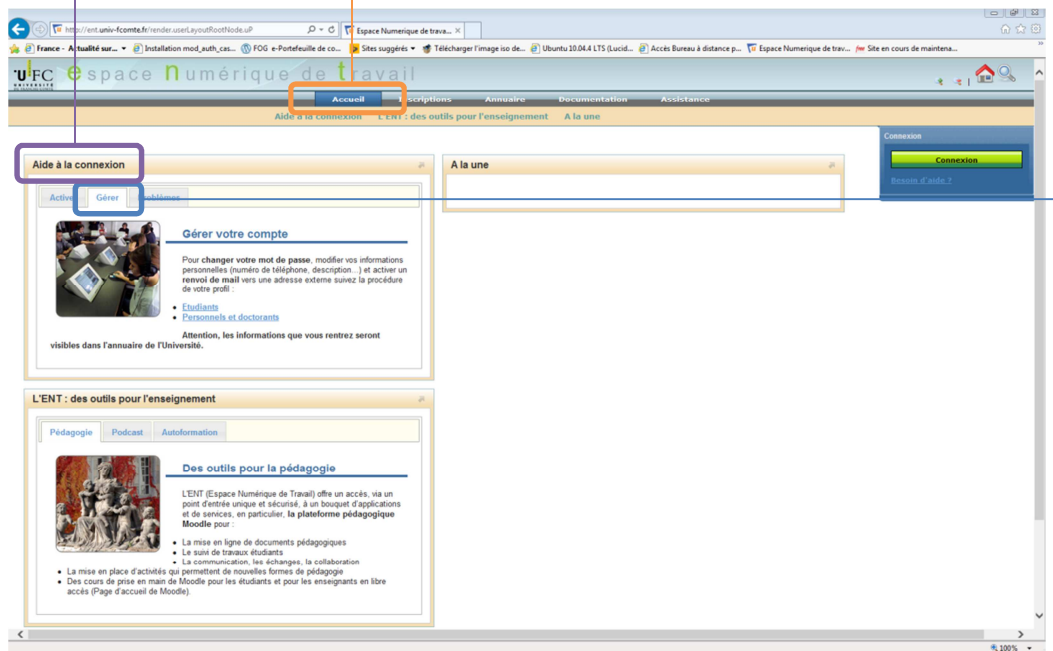 http://ent.univ-fcomte.fr/render.userLayoutRootNode.uP
Espace Numerique de trava...
France - Actualité sur...
Installation mod_auth_cas...
FOG e-Portefeuille de co...
Sites suggérés
Télécharger l'image iso de...
Ubuntu 10.04.4 LTS (Lucid...
Accès Bureau à distance p...
Espace Numerique de trav...
Site en cours de maintena...
UFC espace numérique de travail
UNIVERSITÉ
Accueil Inscriptions Annuaire Documentation Assistance
Aide à la connexion L'ENT : des outils pour l'enseignement A la une
Connexion
Connexion
Besoin d'aide ?
Aide à la connexion
Gérer Problèmes
Gérer votre compte
Pour changer votre mot de passe, modifier vos informations
personnelles (numéro de téléphone, description...) et activer un
renvoi de mail vers une adresse externe suivez la procédure
de votre profil :
• Etudiants
• Personnels et doctorants
Attention, les informations que vous rentrez seront
visibles dans l'annuaire de l'Université.
A la une
L'ENT : des outils pour l'enseignement
Pédagogie Podcast Autoformation
Des outils pour la pédagogie
L'ENT (Espace Numérique de Travail) offre un accès, via un
point d'entrée unique et sécurisé, à un bouquet d'applications
et de services, en particulier, la plateforme pédagogique
Moodle pour :
• La mise en ligne de documents pédagogiques
• Le suivi de travaux étudiants
• La communication, les échanges, la collaboration
• La mise en place d'activités qui permettent de nouvelles formes de pédagogie
• Des cours de prise en main de Moodle pour les étudiants et pour les enseignants en libre
accès (Page d'accueil de Moodle).
100%